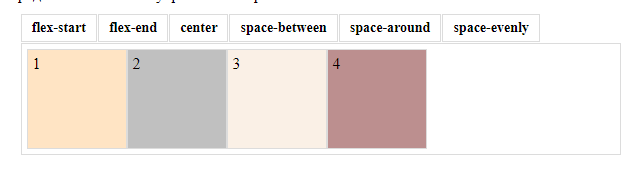 flex-start flex-end center space-between space-around space-evenly
1 2 3 4